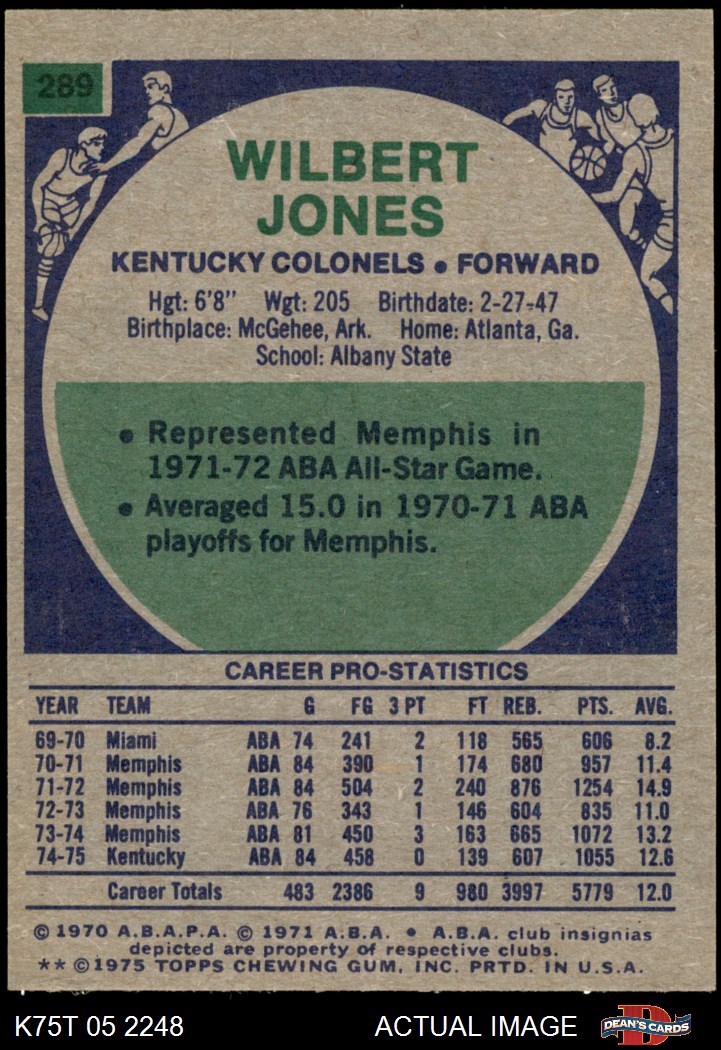 289
WILBERT
JONES
KENTUCKY COLONELS • FORWARD
Hgt: 6'8" Wgt: 205 Birthdate: 2-27-47
Birthplace: McGehee, Ark. Home: Atlanta, Ga.
School: Albany State
• Represented Memphis in
1971-72 ABA All-Star Game.
• Averaged 15.0 in 1970-71 ABA
playoffs for Memphis.
CAREER PRO-STATISTICS
YEAR TEAM G FG 3 PT FT REB. PTS. AVG.
69-70 Miami ABA 74 241 2 118 565 606 8.2
70-71 Memphis ABA 84 390 1 174 680 957 11.4
71-72 Memphis ABA 84 504 2 240 876 1254 14.9
72-73 Memphis ABA 76 343 1 146 604 835 11.0
73-74 Memphis ABA 81 450 3 163 665 1072 13.2
74-75 Kentucky ABA 84 458 0 139 607 1055 12.6
Career Totals 483 2386 9 980 3997 5779 12.0
© 1970 A.B.A.P.A. © 1971 A.B.A. • A.B.A. club insignias
depicted are property of respective clubs.
** © 1975 TOPPS CHEWING GUM, INC. PRTD. IN U.S.A.
K75T 05 2248 ACTUAL IMAGE D DEAN'S CARDS